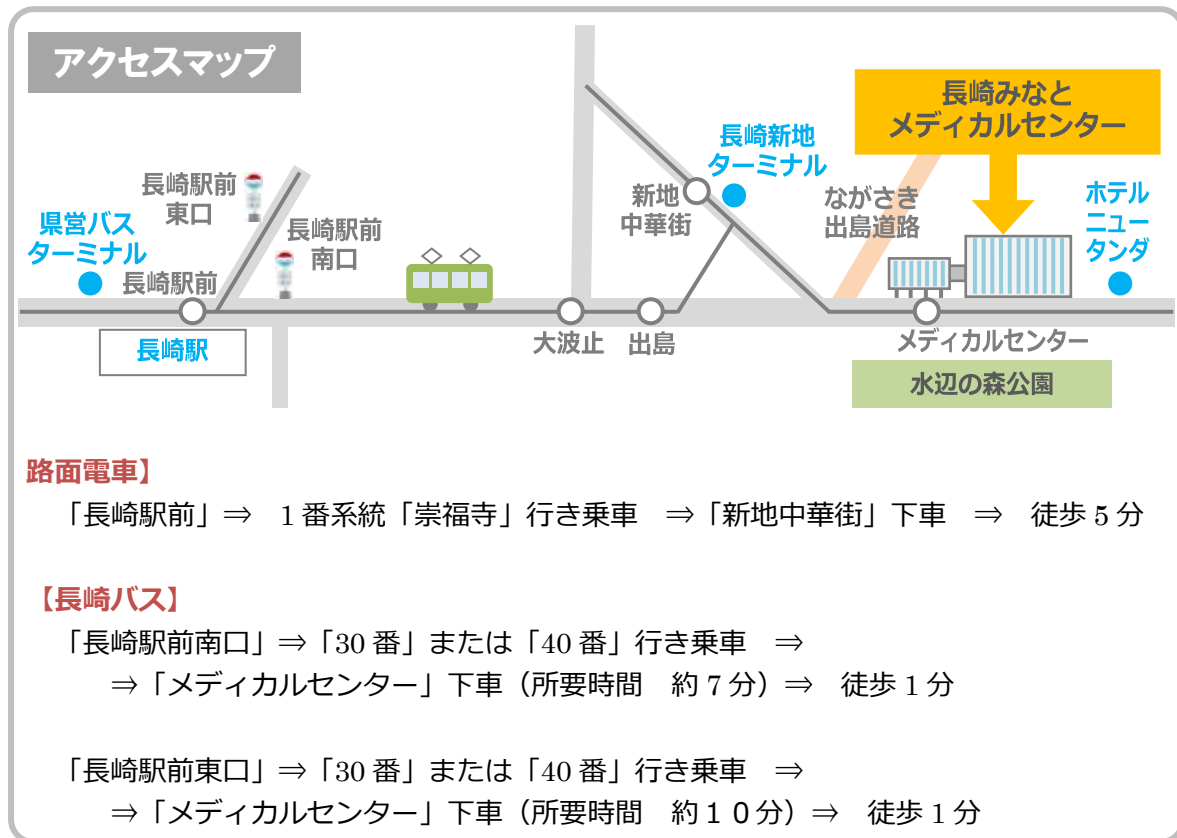 アクセスマップ
長崎みなと
メディカルセンター
長崎新地
ターミナル
長崎駅前
東口
新地
中華街
ながさき
出島道路
ホテル
ニュー
タンダ
県営バス
ターミナル
長崎駅前
南口
長崎駅前
長崎駅
大波止
出島
メディカルセンター
水辺の森公園
路面電車】
「長崎駅前」⇒ 1番系統「崇福寺」行き乗車 ⇒「新地中華街」下車 ⇒ 徒歩5分
【長崎バス】
「長崎駅前南口」⇒「30番」または「40番」行き乗車 ⇒
⇒「メディカルセンター」下車（所要時間 約7分）⇒ 徒歩1分
「長崎駅前東口」⇒「30番」または「40番」行き乗車 ⇒
⇒「メディカルセンター」下車（所要時間 約１０分）⇒ 徒歩1分